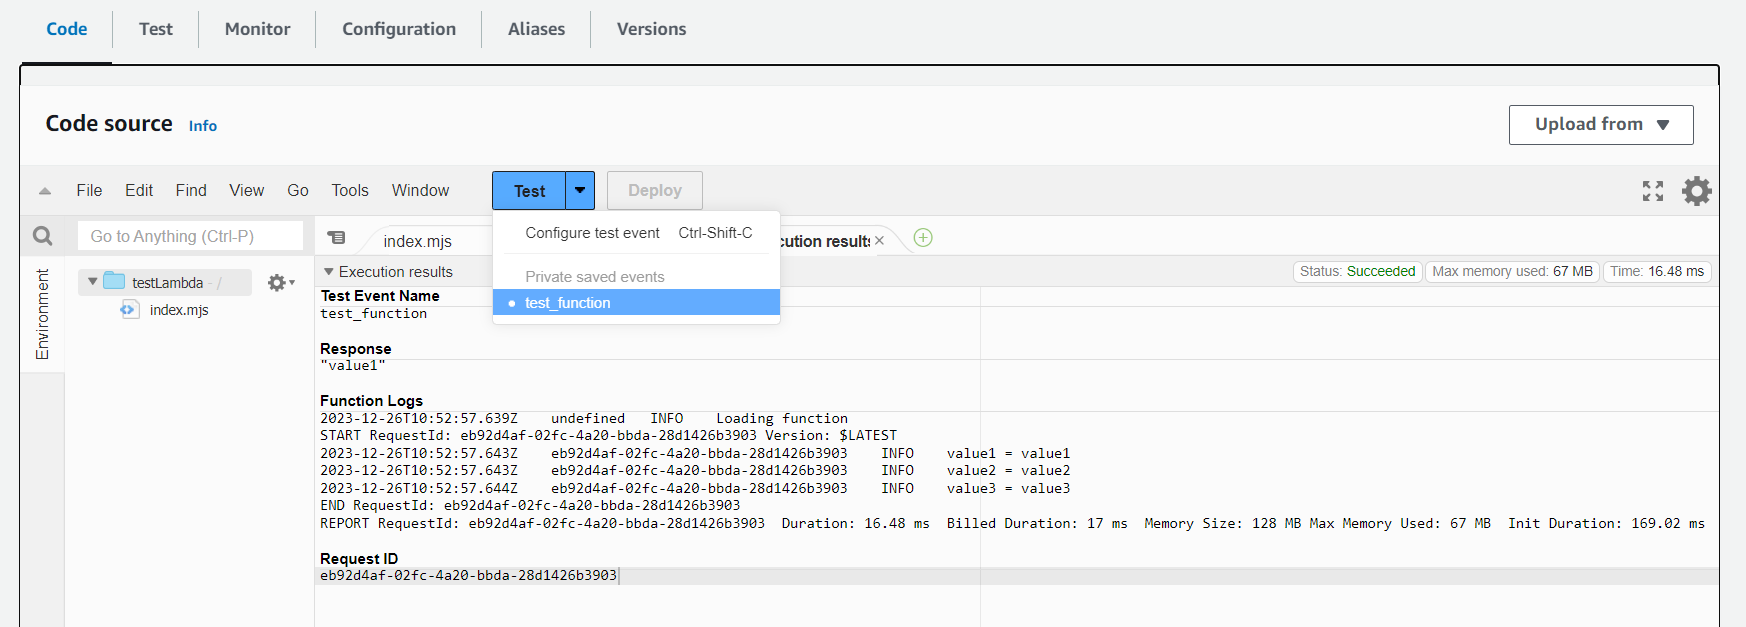 Code Test Monitor Configuration Aliases Versions
Code source Info
Upload from
File Edit Find View Go Tools Window Test Deploy
Go to Anything (Ctrl-P)
Configure test event Ctrl-Shift-C
Private saved events
test_function
index.mjs
results
Environment
testLambda - /
index.mjs
Execution results
Status: Succeeded Max memory used: 67 MB Time: 16.48 ms
Test Event Name
test_function
Response
"value1"
Function Logs
2023-12-26T10:52:57.639Z undefined INFO Loading function
START RequestId: eb92d4af-02fc-4a20-bbda-28d1426b3903 Version: $LATEST
2023-12-26T10:52:57.643Z eb92d4af-02fc-4a20-bbda-28d1426b3903 INFO value1 = value1
2023-12-26T10:52:57.643Z eb92d4af-02fc-4a20-bbda-28d1426b3903 INFO value2 = value2
2023-12-26T10:52:57.644Z eb92d4af-02fc-4a20-bbda-28d1426b3903 INFO value3 = value3
END RequestId: eb92d4af-02fc-4a20-bbda-28d1426b3903
REPORT RequestId: eb92d4af-02fc-4a20-bbda-28d1426b3903 Duration: 16.48 ms Billed Duration: 17 ms Memory Size: 128 MB Max Memory Used: 67 MB Init Duration: 169.02 ms
Request ID
eb92d4af-02fc-4a20-bbda-28d1426b3903